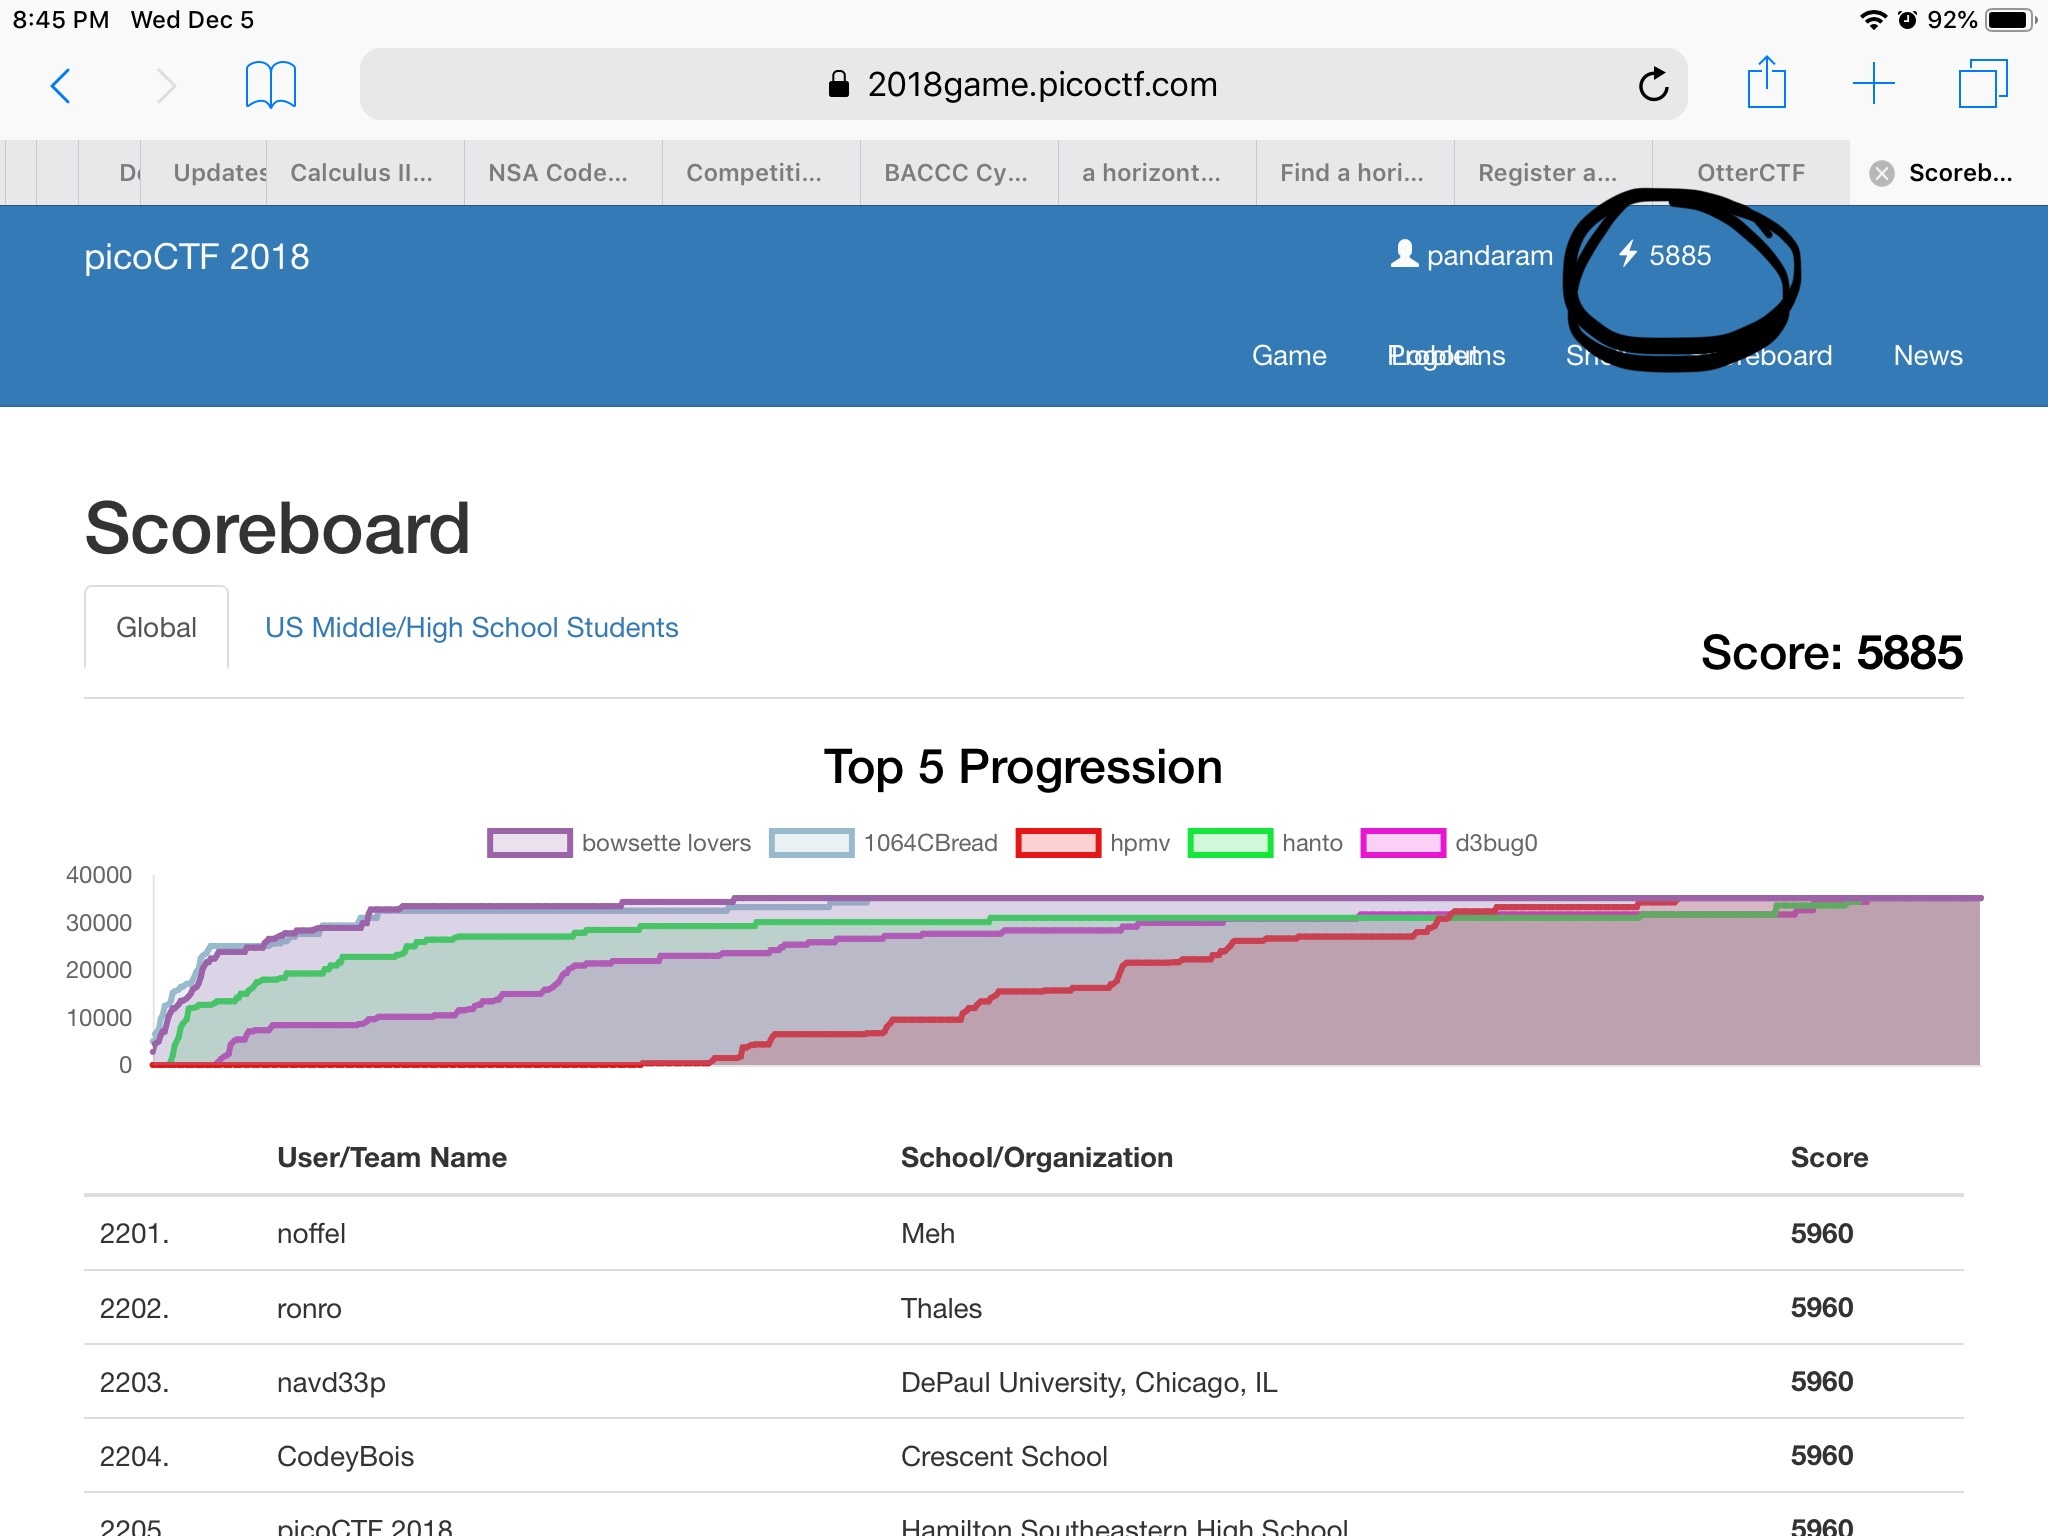 8:45 PM Wed Dec 5 92%
2018game.picoctf.com
Updates Calculus II... NSA Code... Competiti... BACCC Cy... a horizont... Find a hori... Register a... OtterCTF Scoreb...
picoCTF 2018 pandaram 5885
Game Problems Logout News
Scoreboard
Global US Middle/High School Students
Score: 5885
Top 5 Progression
bowsette lovers 1064CBread hpmv hanto d3bug0
40000
30000
20000
10000
0
User/Team Name School/Organization Score
2201. noffel Meh 5960
2202. ronro Thales 5960
2203. navd33p DePaul University, Chicago, IL 5960
2204. CodeyBois Crescent School 5960
2205. picoCTF 2018 Hamilton Southeastern High School 5960